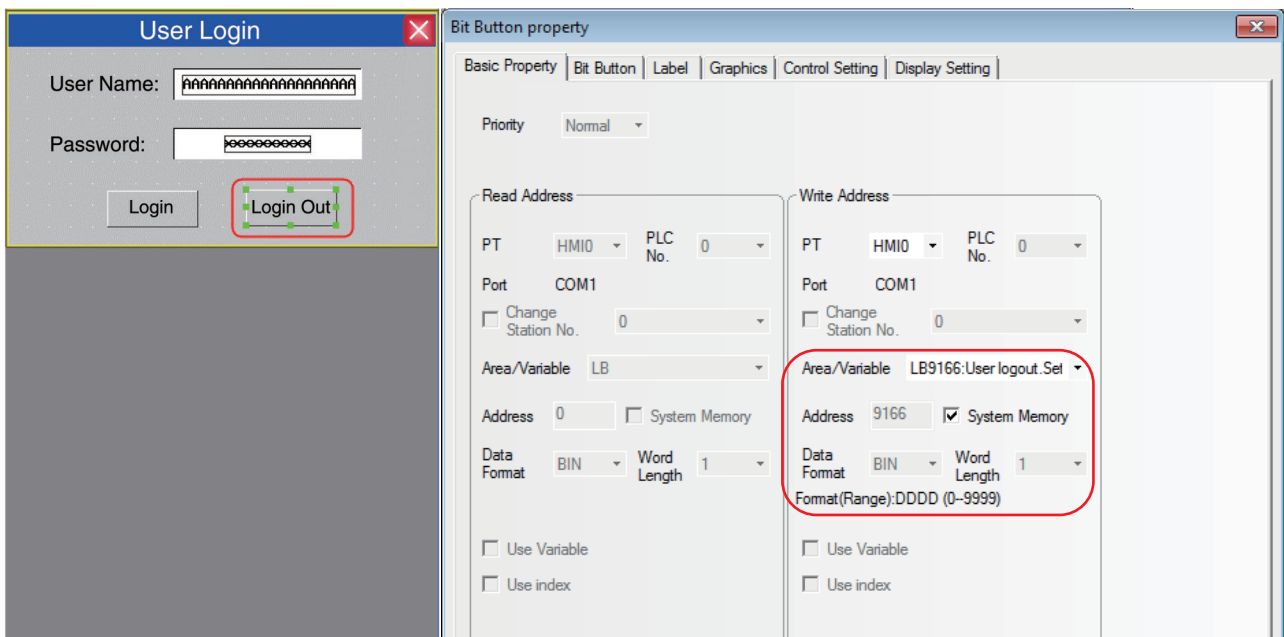 User Login
User Name: AAAAAAAAAAAAAAAAAAAA
Password: xxxxxxxxxx
Login Login Out
Bit Button property
Basic Property Bit Button Label Graphics Control Setting Display Setting
Priority Normal
Read Address
PT HMI0 PLC No. 0
Port COM1
Change Station No. 0
Area/Variable LB
Address 0 System Memory
Data Format BIN Word Length 1
Use Variable
Use index
Write Address
PT HMI0 PLC No. 0
Port COM1
Change Station No. 0
Area/Variable LB9166:User logout.Set
Address 9166 System Memory
Data Format BIN Word Length 1
Format(Range):DDDD (0--9999)
Use Variable
Use index